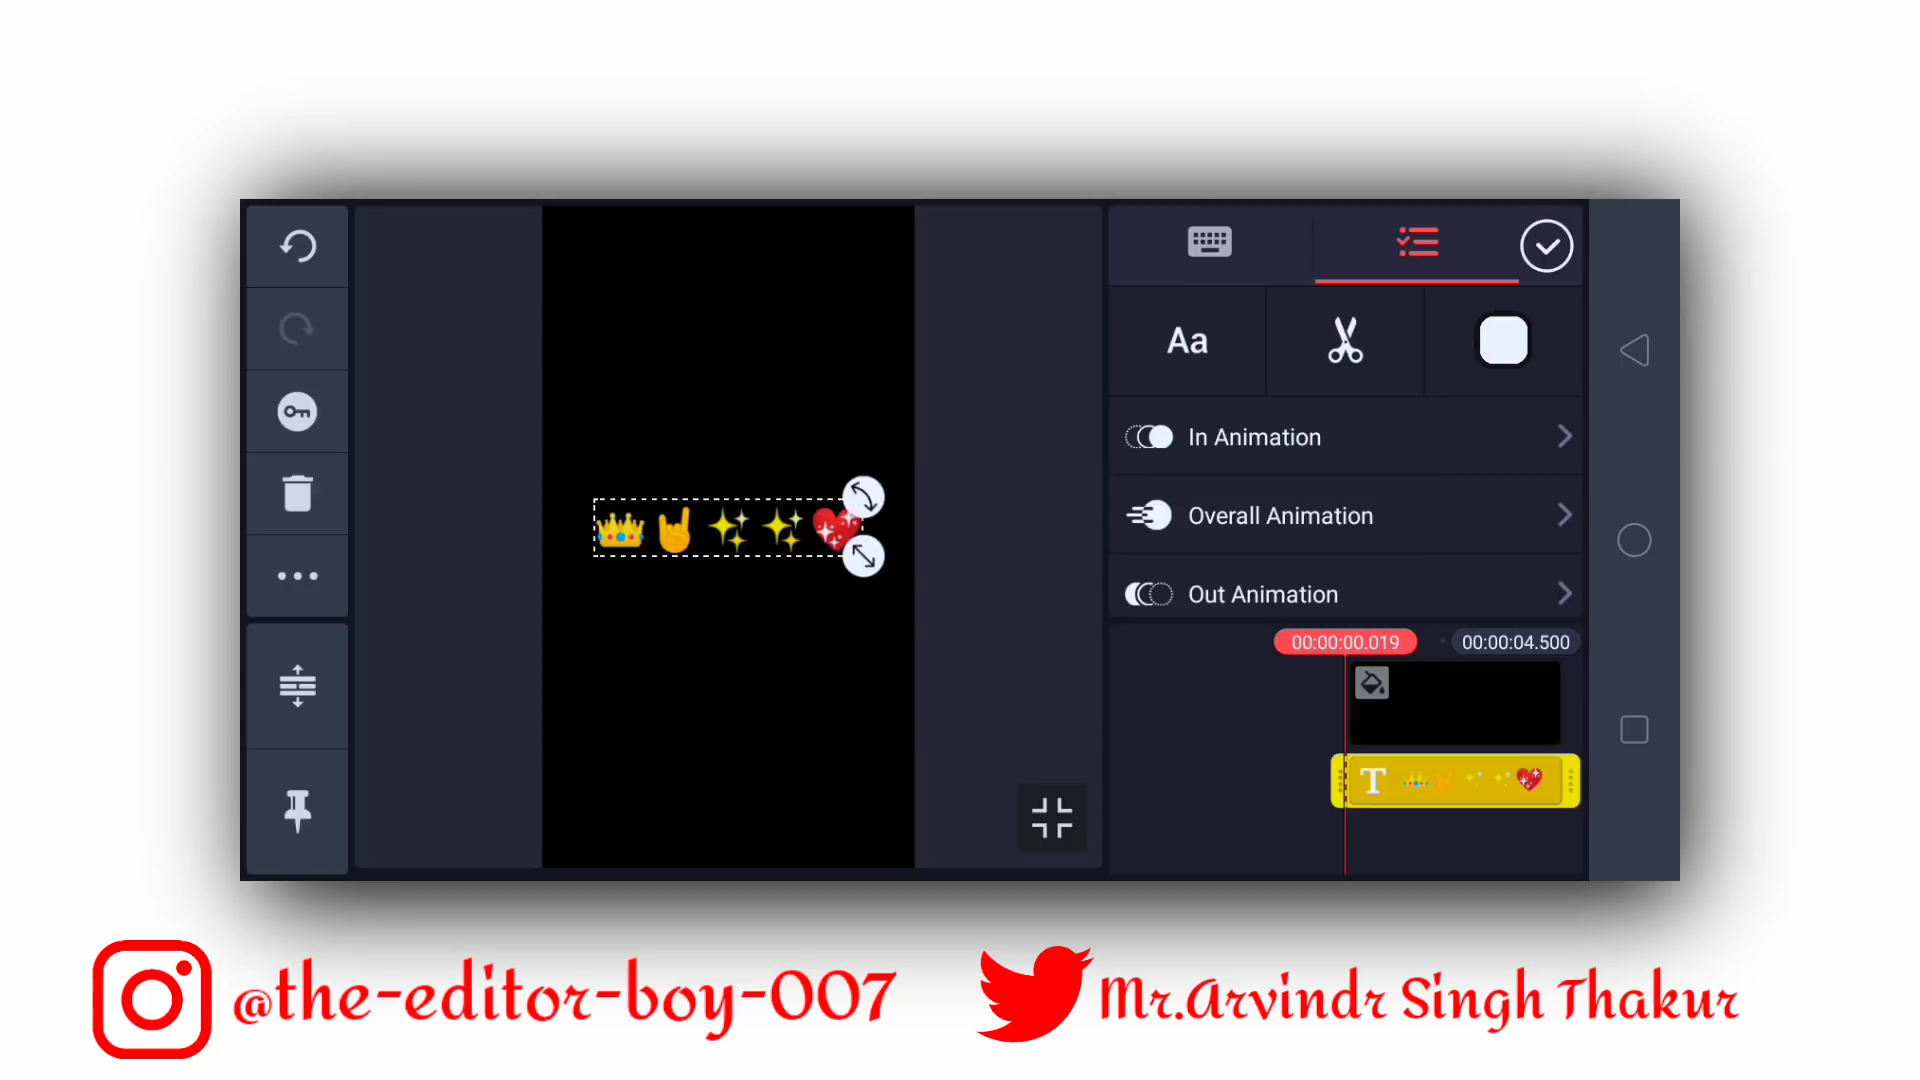 Aa
In Animation
Overall Animation
Out Animation
00:00:00.019
00:00:04.500
T
@the-editor-boy-007
Mr.Arvindr Singh Thakur